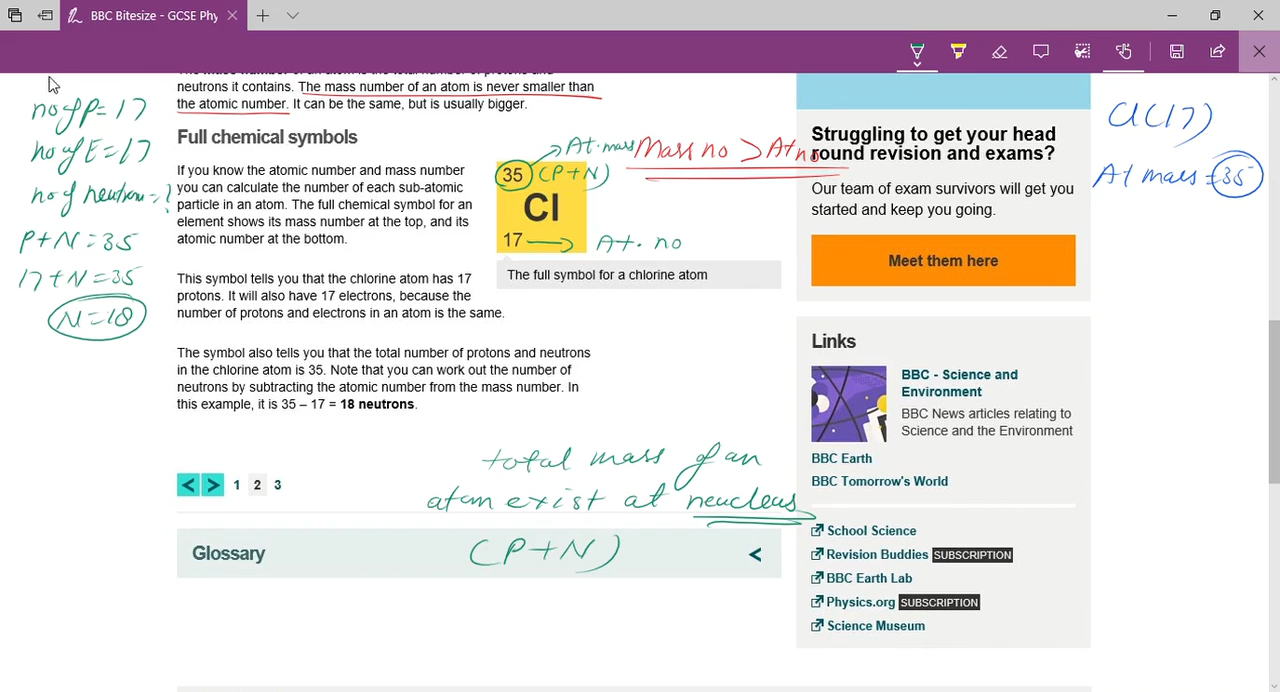 BBC Bitesize - GCSE Phy
neutrons it contains. The mass number of an atom is never smaller than
the atomic number. It can be the same, but is usually bigger.
Full chemical symbols
If you know the atomic number and mass number
you can calculate the number of each sub-atomic
particle in an atom. The full chemical symbol for an
element shows its mass number at the top, and its
atomic number at the bottom.
This symbol tells you that the chlorine atom has 17
protons. It will also have 17 electrons, because the
number of protons and electrons in an atom is the same.
The symbol also tells you that the total number of protons and neutrons
in the chlorine atom is 35. Note that you can work out the number of
neutrons by subtracting the atomic number from the mass number. In
this example, it is 35 – 17 = 18 neutrons.
no of P = 17
no of E = 17
no of neutron = ?
P+N = 35
17+N = 35
N = 18
At. mass
35 (P+N)
Cl
17 At. no
The full symbol for a chlorine atom
Mass no > At no
total mass of an
atom exist at neucleus
(P+N)
1 2 3
Glossary <
Struggling to get your head
round revision and exams?
Our team of exam survivors will get you
started and keep you going.
Meet them here
Links
BBC - Science and
Environment
BBC News articles relating to
Science and the Environment
BBC Earth
BBC Tomorrow's World
School Science
Revision Buddies SUBSCRIPTION
BBC Earth Lab
Physics.org SUBSCRIPTION
Science Museum
Cl (17)
At mass = 35